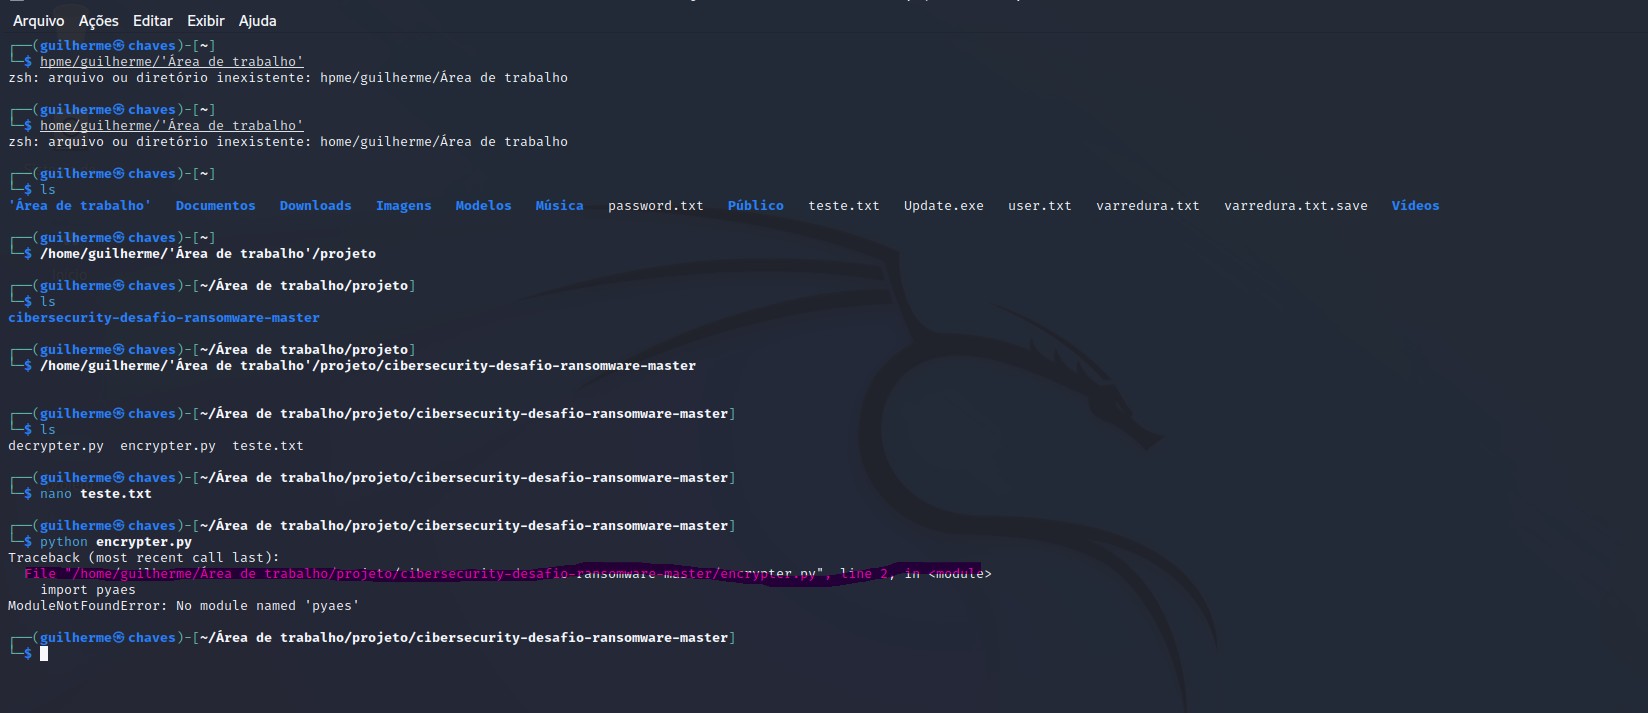 Arquivo Ações Editar Exibir Ajuda
┌──(guilherme㉿chaves)-[~]
└─$ hpme/guilherme/'Área de trabalho'
zsh: arquivo ou diretório inexistente: hpme/guilherme/Área de trabalho
┌──(guilherme㉿chaves)-[~]
└─$ home/guilherme/'Área de trabalho'
zsh: arquivo ou diretório inexistente: home/guilherme/Área de trabalho
┌──(guilherme㉿chaves)-[~]
└─$ ls
'Área de trabalho' Documentos Downloads Imagens Modelos Música password.txt Público teste.txt Update.exe user.txt varredura.txt varredura.txt.save Vídeos
┌──(guilherme㉿chaves)-[~]
└─$ /home/guilherme/'Área de trabalho'/projeto
┌──(guilherme㉿chaves)-[~/Área de trabalho/projeto]
└─$ ls
cibersecurity-desafio-ransomware-master
┌──(guilherme㉿chaves)-[~/Área de trabalho/projeto]
└─$ /home/guilherme/'Área de trabalho'/projeto/cibersecurity-desafio-ransomware-master
┌──(guilherme㉿chaves)-[~/Área de trabalho/projeto/cibersecurity-desafio-ransomware-master]
└─$ ls
decrypter.py encrypter.py teste.txt
┌──(guilherme㉿chaves)-[~/Área de trabalho/projeto/cibersecurity-desafio-ransomware-master]
└─$ nano teste.txt
┌──(guilherme㉿chaves)-[~/Área de trabalho/projeto/cibersecurity-desafio-ransomware-master]
└─$ python encrypter.py
Traceback (most recent call last):
File "/home/guilherme/Área de trabalho/projeto/cibersecurity-desafio-ransomware-master/encrypter.py", line 2, in <module>
import pyaes
ModuleNotFoundError: No module named 'pyaes'
┌──(guilherme㉿chaves)-[~/Área de trabalho/projeto/cibersecurity-desafio-ransomware-master]
└─$